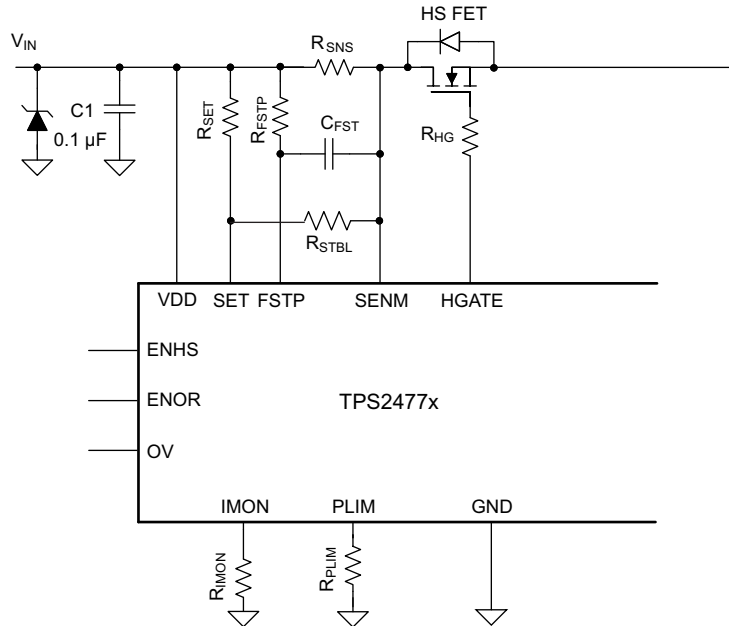 HS FET
VIN
RSNS
C1
0.1 µF
RSET
RFSTP
CFST
RHG
RSTBL
VDD SET FSTP SENM HGATE
ENHS
ENOR
TPS2477x
OV
IMON PLIM GND
RIMON
RPLIM